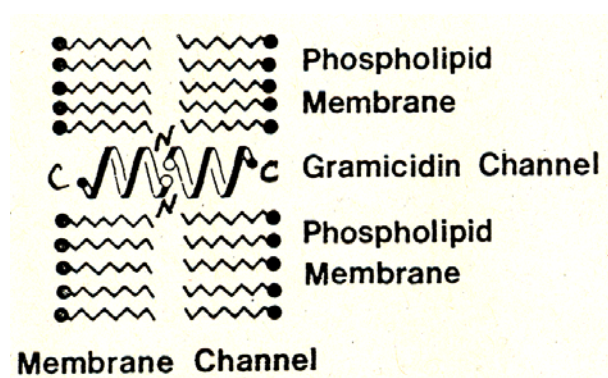 Phospholipid
Membrane
N
C
C
Gramicidin Channel
N
Phospholipid
Membrane
Membrane Channel